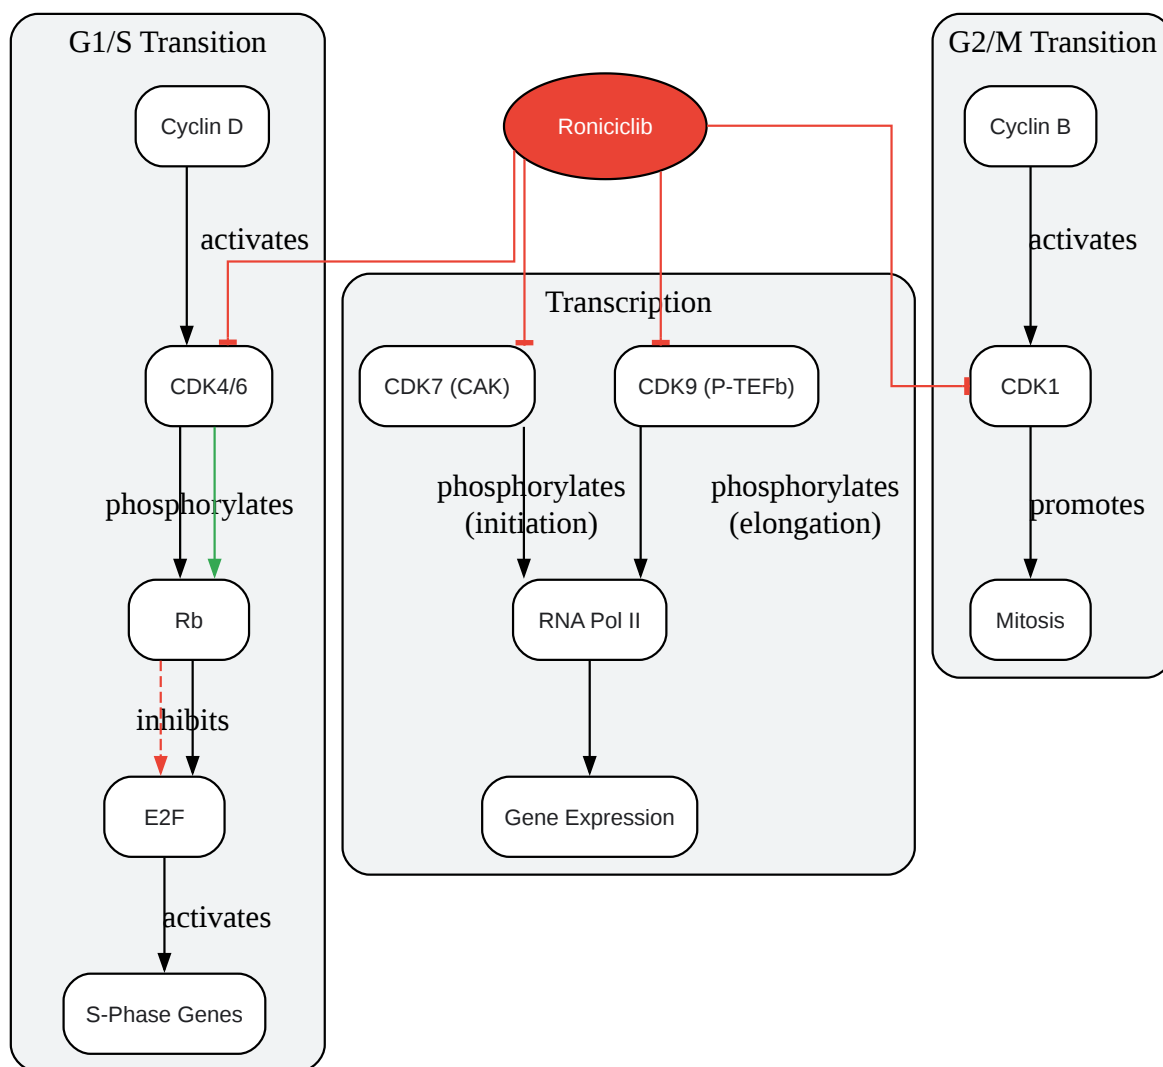 G1/S Transition
G2/M Transition
Cyclin D
Roniciclib
Cyclin B
activates
activates
Transcription
CDK4/6
CDK7 (CAK)
CDK9 (P-TEFb)
CDK1
phosphorylates
phosphorylates
(initiation)
phosphorylates
(elongation)
promotes
Rb
RNA Pol II
Mitosis
inhibits
E2F
Gene Expression
activates
S-Phase Genes